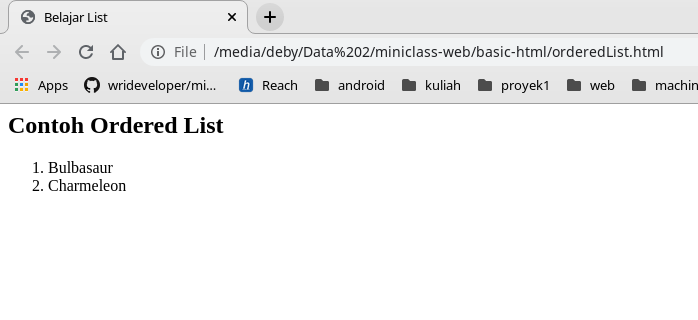 Belajar List
File /media/deby/Data%202/miniclass-web/basic-html/orderedList.html
Apps wrideveloper/mi... Reach android kuliah proyek1 web machin
Contoh Ordered List
1. Bulbasaur
2. Charmeleon